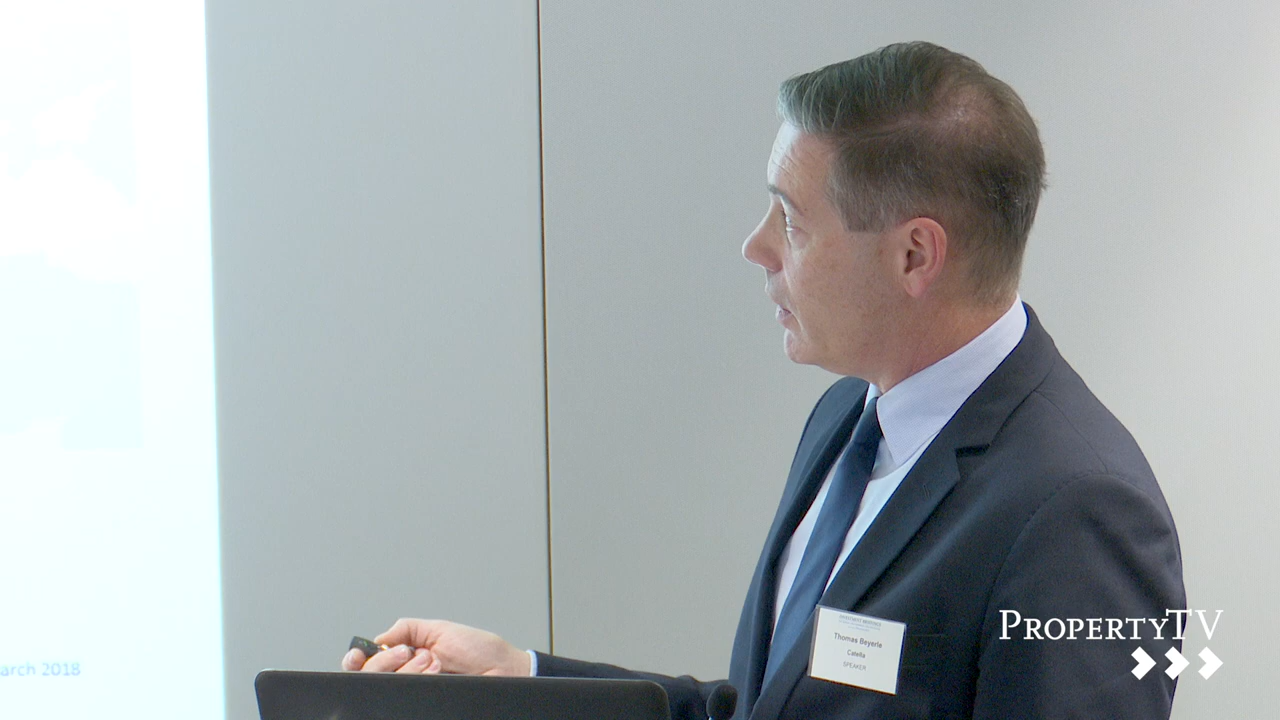 arch 2018
Thomas Beyerle
Catella
SPEAKER
PROPERTYTV